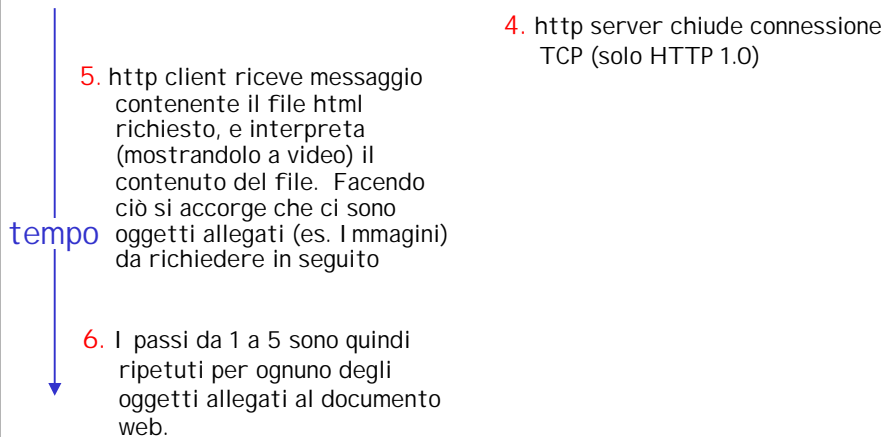 4. http server chiude connessione
TCP (solo HTTP 1.0)
5. http client riceve messaggio
contenente il file html
richiesto, e interpreta
(mostrandolo a video) il
contenuto del file. Facendo
ciò si accorge che ci sono
tempo
oggetti allegati (es. Immagini)
da richiedere in seguito
6. I passi da 1 a 5 sono quindi
ripetuti per ognuno degli
oggetti allegati al documento
web.